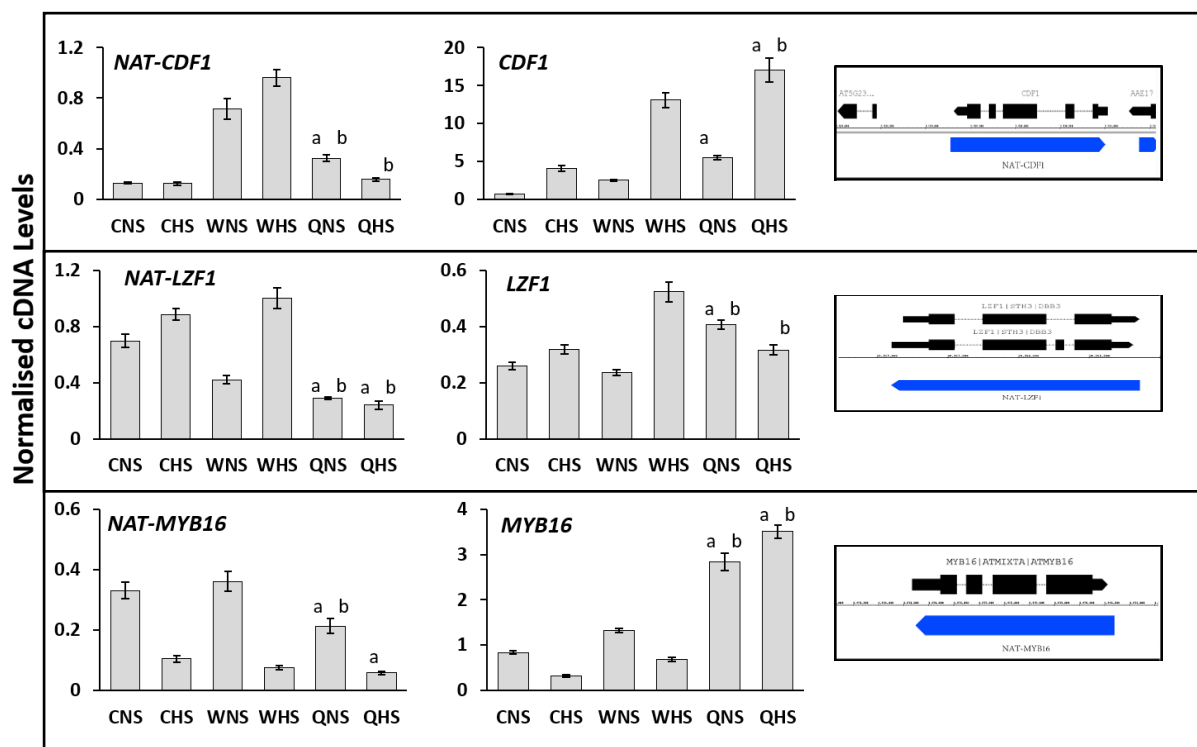 Normalised cDNA Levels
NAT-CDF1
1.2
0.8
0.4
0
a b
b
CNS CHS WNS WHS QNS QHS
CDF1
20
15
10
5
0
a
a b
CNS CHS WNS WHS QNS QHS
AT5G23...
CDF1
NAT-CDF1
NAT-LZF1
1.2
0.8
0.4
0
a b
a b
CNS CHS WNS WHS QNS QHS
LZF1
0.6
0.4
0.2
0
a b
b
CNS CHS WNS WHS QNS QHS
LZF1|STH3|DBB3
LZF1|STH3|DBB3
NAT-LZF1
NAT-MYB16
0.6
0.4
0.2
0
a b
a
CNS CHS WNS WHS QNS QHS
MYB16
4
3
2
1
0
a b
a b
CNS CHS WNS WHS QNS QHS
MYB16|ATMIXTA|ATMYB16
NAT-MYB16